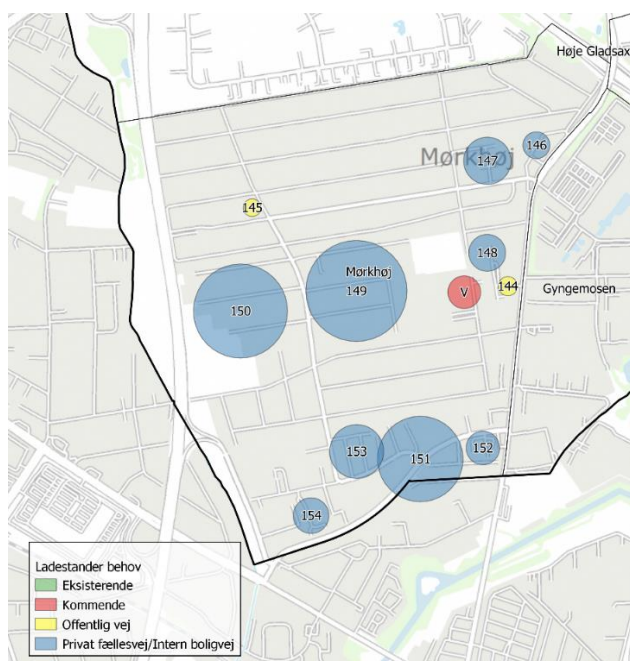 Høje Gladsax
Mørkhøj
146
147
145
148
Mørkhøj
149
144
V
Gyngemosen
150
153
151
152
154
Ladestander behov
Eksisterende
Kommende
Offentlig vej
Privat fællesvej/Intern boligvej